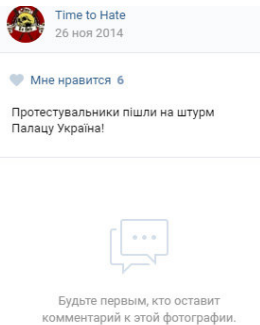 Time to Hate
26 ноя 2014
Мне нравится 6
Протестувальники пішли на штурм
Палацу Україна!
Будьте первым, кто оставит
комментарий к этой фотографии.